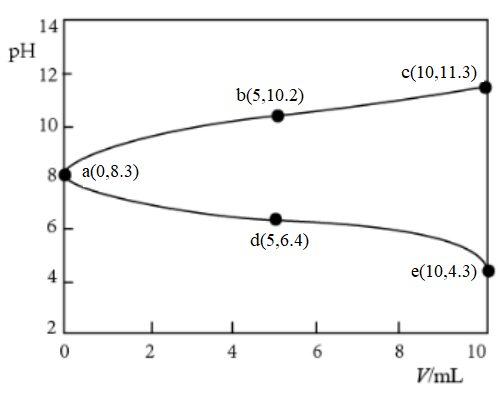 14
pH
12
c(10,11.3)
b(5,10.2)
10
8
a(0,8.3)
6
d(5,6.4)
4
e(10,4.3)
2
0 2 4 6 8 10
V/mL